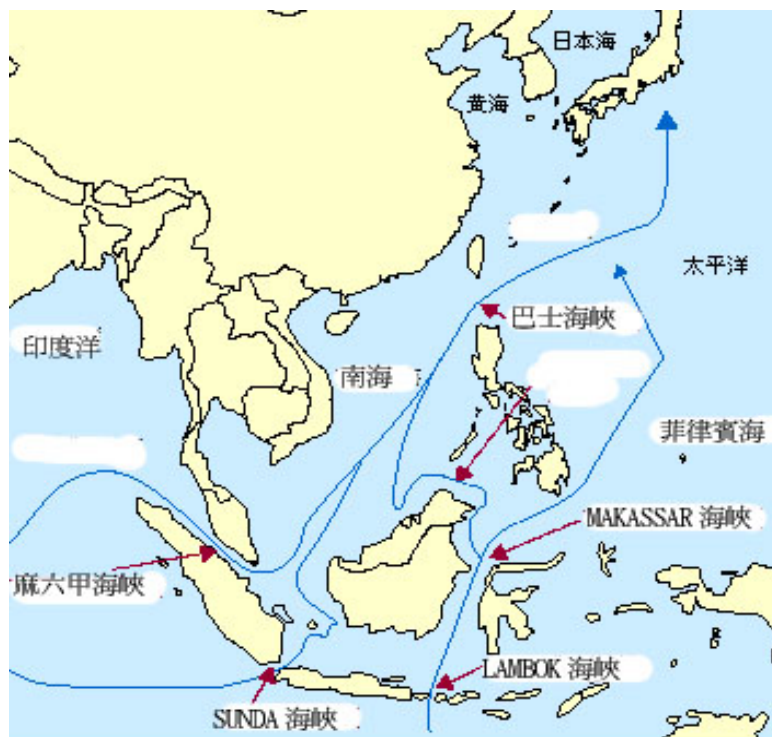 日本海
黄海
太平洋
巴士海峽
印度洋
南海
菲律賓海
MAKASSAR 海峽
麻六甲海峽
LAMBOK 海峽
SUNDA 海峽